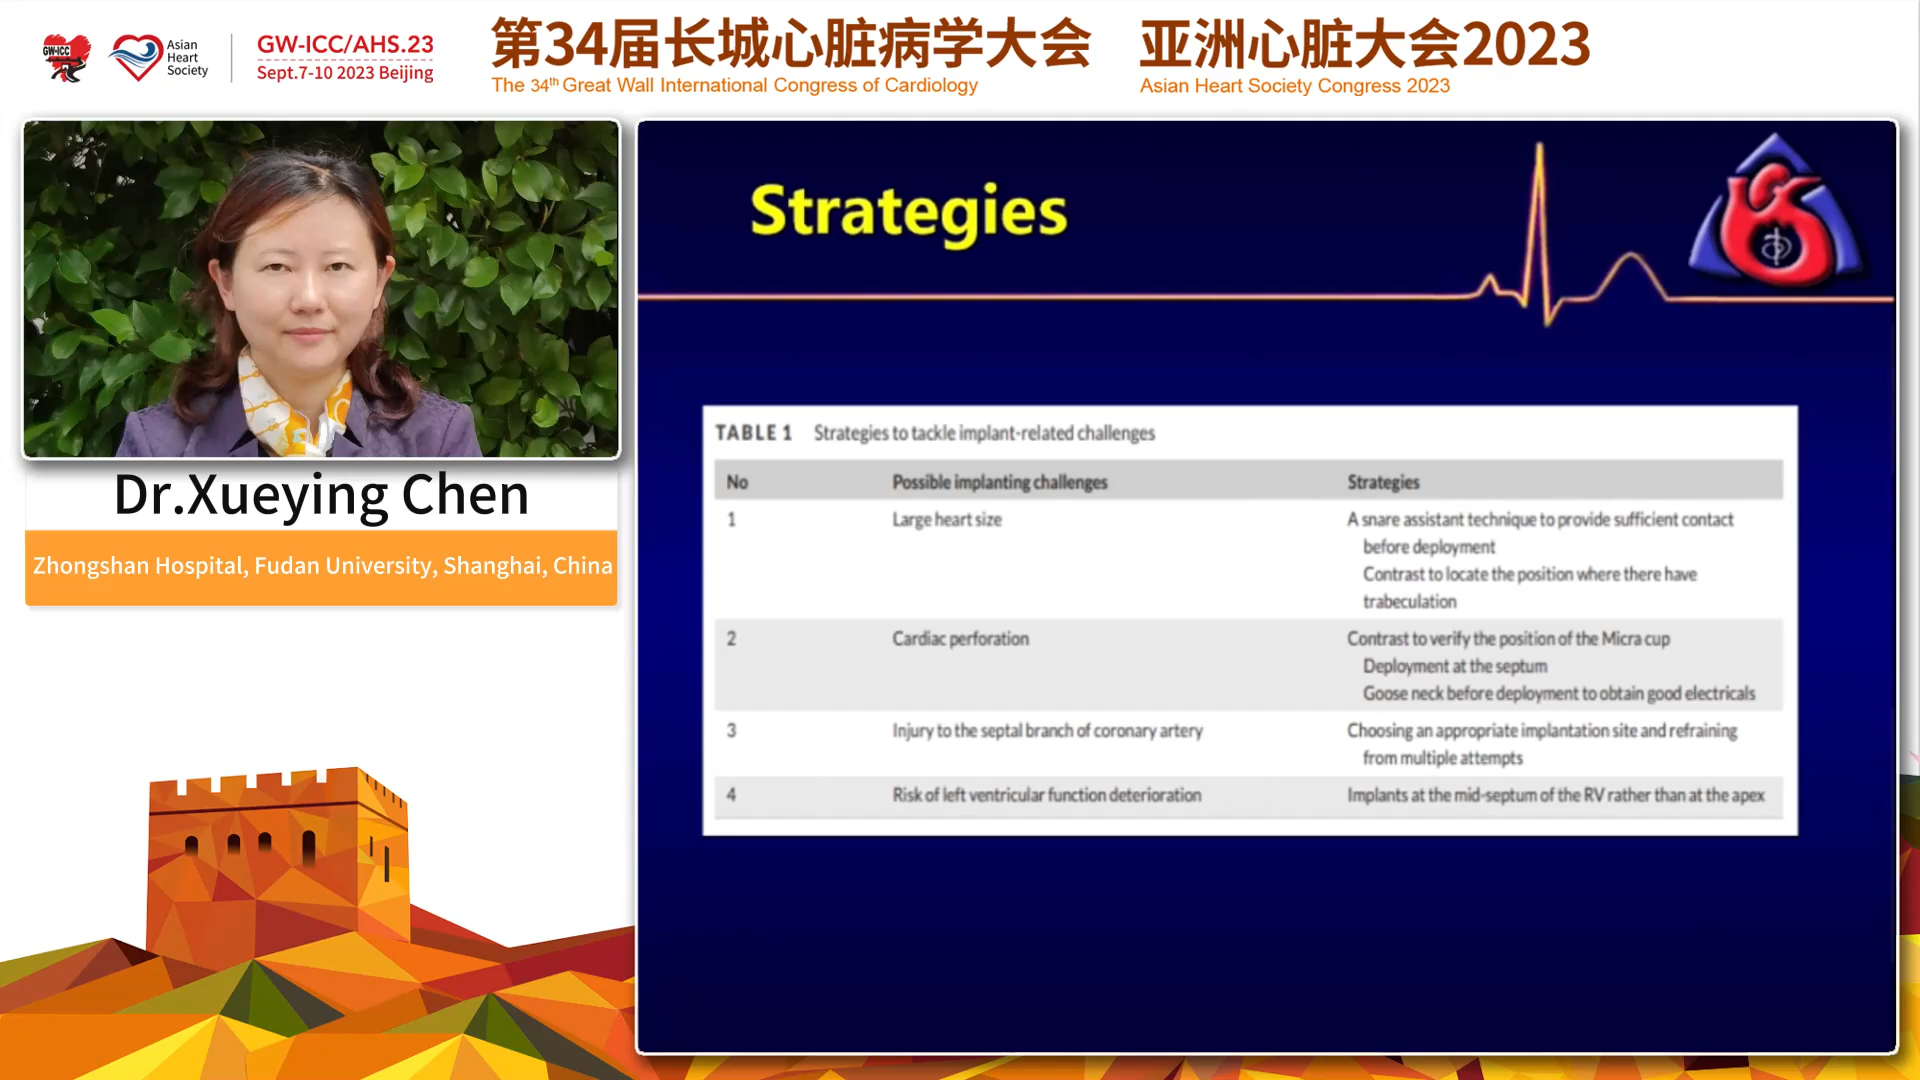 GW-ICC
Asian
Heart
Society
GW-ICC/AHS.23
Sept.7-10 2023 Beijing
第34届长城心脏病学大会
The 34th Great Wall International Congress of Cardiology
亚洲心脏大会2023
Asian Heart Society Congress 2023
Dr.Xueying Chen
Zhongshan Hospital, Fudan University, Shanghai, China
Strategies
TABLE 1 Strategies to tackle implant-related challenges
No Possible implanting challenges Strategies
1 Large heart size A snare assistant technique to provide sufficient contact
before deployment
Contrast to locate the position where there have
trabeculation
2 Cardiac perforation Contrast to verify the position of the Micra cup
Deployment at the septum
Goose neck before deployment to obtain good electricals
3 Injury to the septal branch of coronary artery Choosing an appropriate implantation site and refraining
from multiple attempts
4 Risk of left ventricular function deterioration Implants at the mid-septum of the RV rather than at the apex